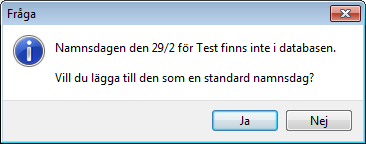 Fråga
Namnsdagen den 29/2 för Test finns inte i databasen.
Vill du lägga till den som en standard namnsdag?
Ja
Nej